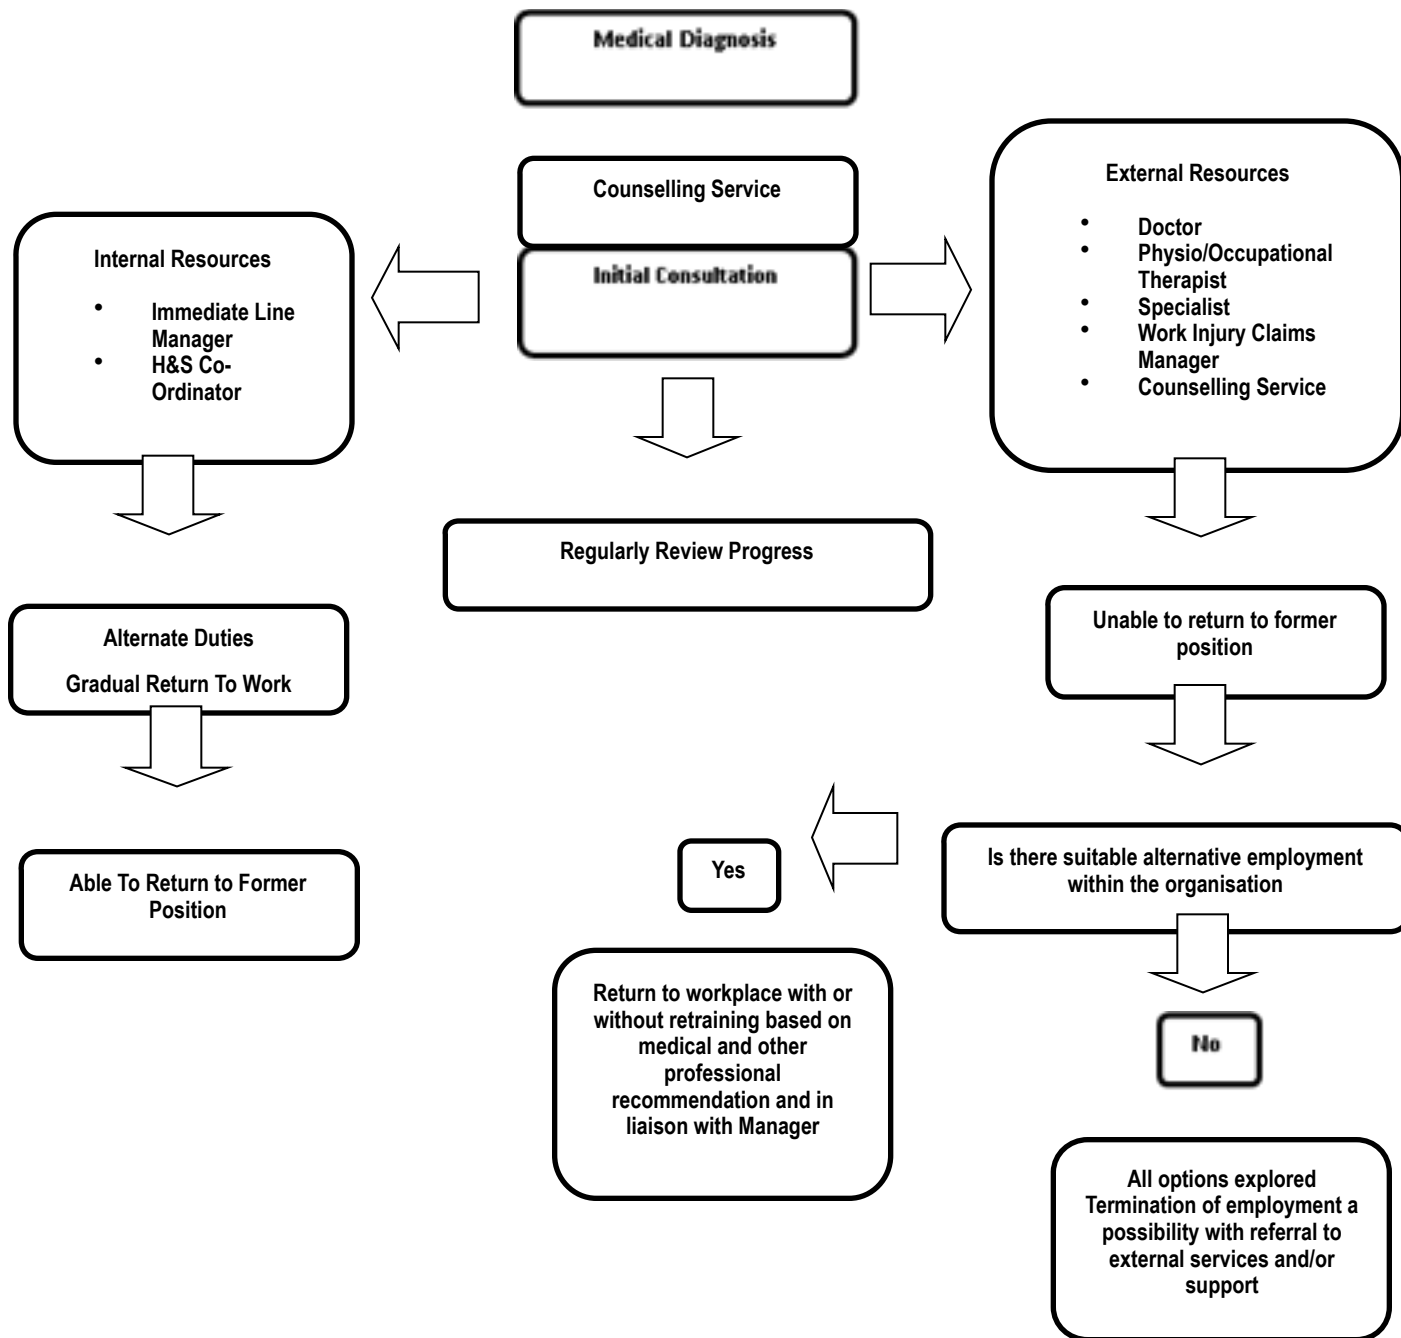 Medical Diagnosis
Counselling Service
Initial Consultation
Internal Resources
• Immediate Line
Manager
• H&S Co-
Ordinator
External Resources
• Doctor
• Physio/Occupational
Therapist
• Specialist
• Work Injury Claims
Manager
• Counselling Service
Regularly Review Progress
Alternate Duties
Gradual Return To Work
Unable to return to former
position
Able To Return to Former
Position
Is there suitable alternative employment
within the organisation
Yes
Return to workplace with or
without retraining based on
medical and other
professional
recommendation and in
liaison with Manager
No
All options explored
Termination of employment a
possibility with referral to
external services and/or
support